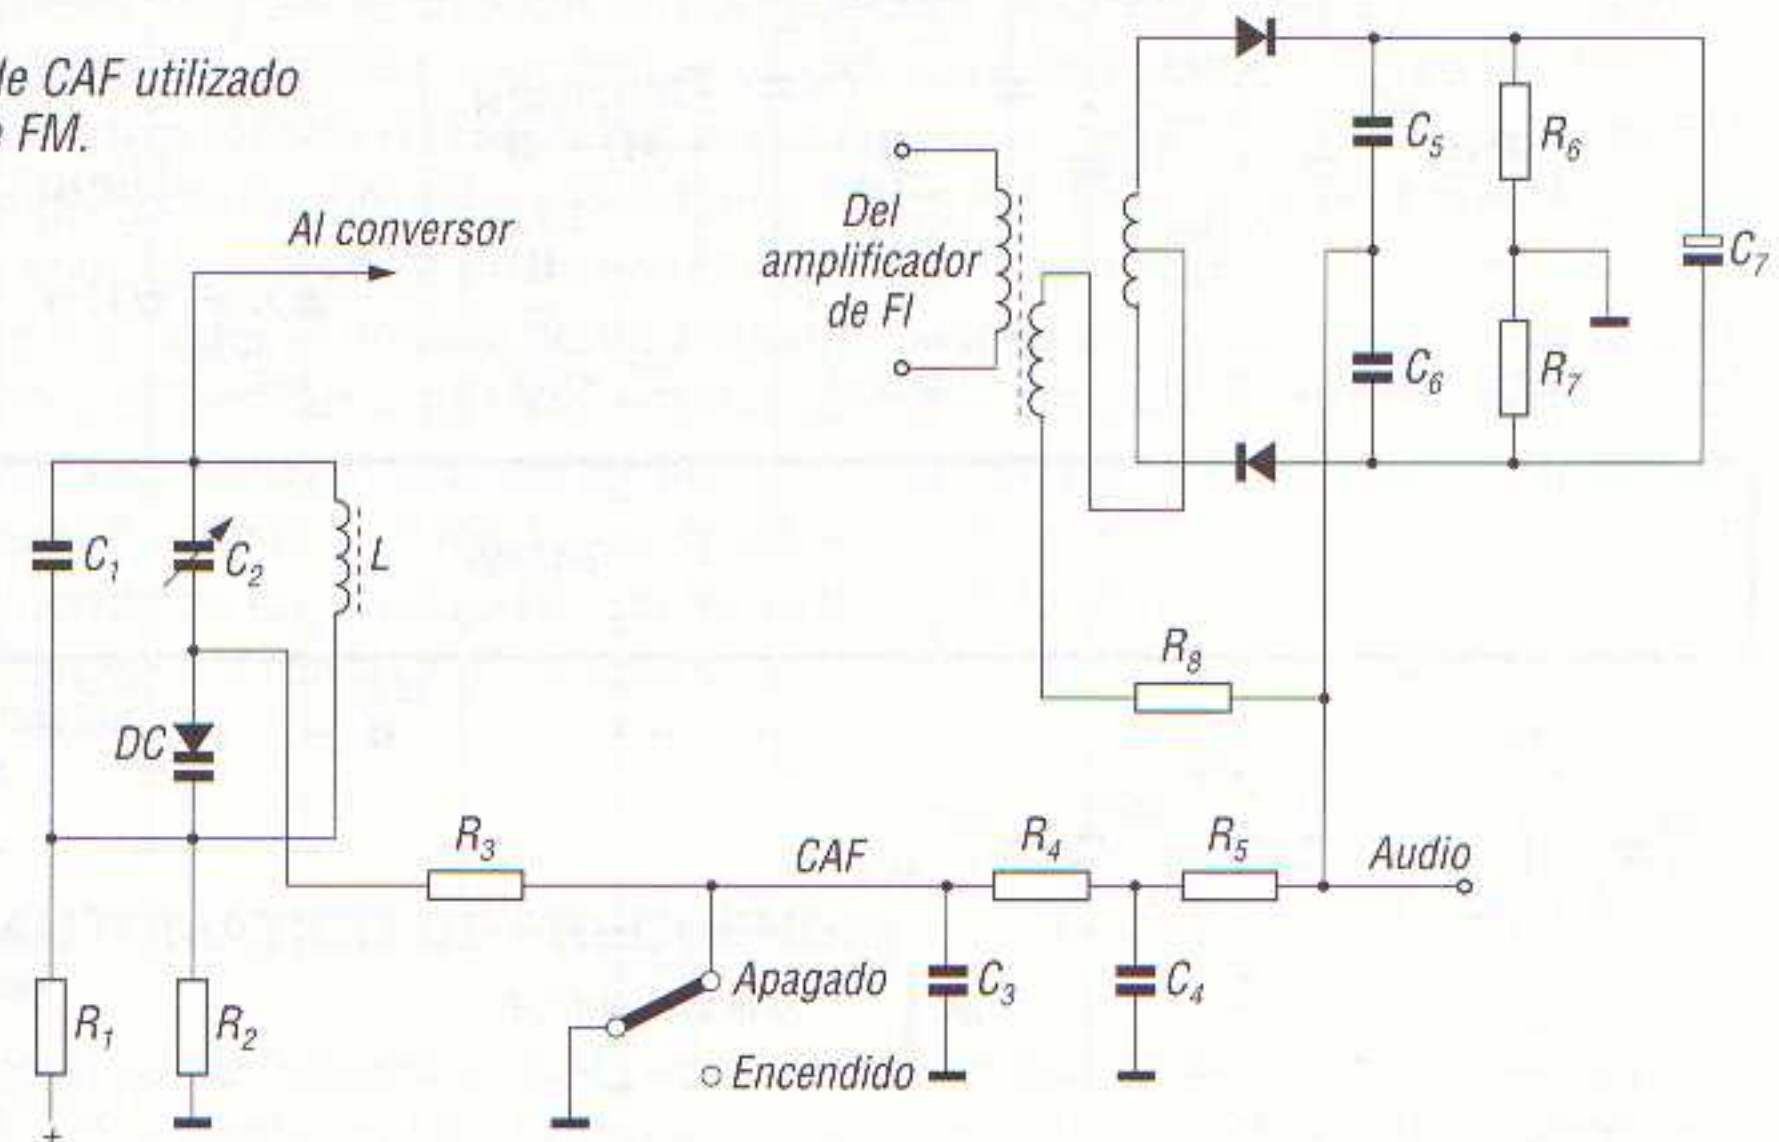 de CAF utilizado
FM.
Al conversor
Del
amplificador
de FI
C5
R6
C7
C6
R7
C1
C2
L
DC
R8
R3
CAF
R4
R5
Audio
R1
R2
Apagado
Encendido
C3
C4
+